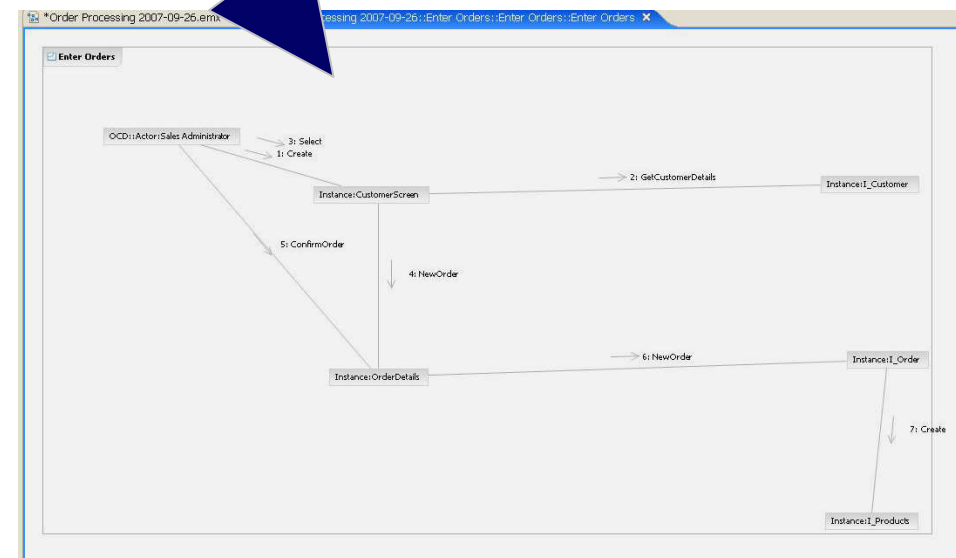 *Order Processing 2007-09-26.emx
essing 2007-09-26::Enter Orders::Enter Orders::Enter Orders
Enter Orders
OCD::Actor:Sales Administrator
3: Select
1: Create
2: GetCustomerDetails
Instance:I_Customer
Instance:CustomerScreen
5: ConfirmOrder
4: NewOrder
6: NewOrder
Instance:I_Order
Instance:OrderDetails
7: Create
Instance:I_Products